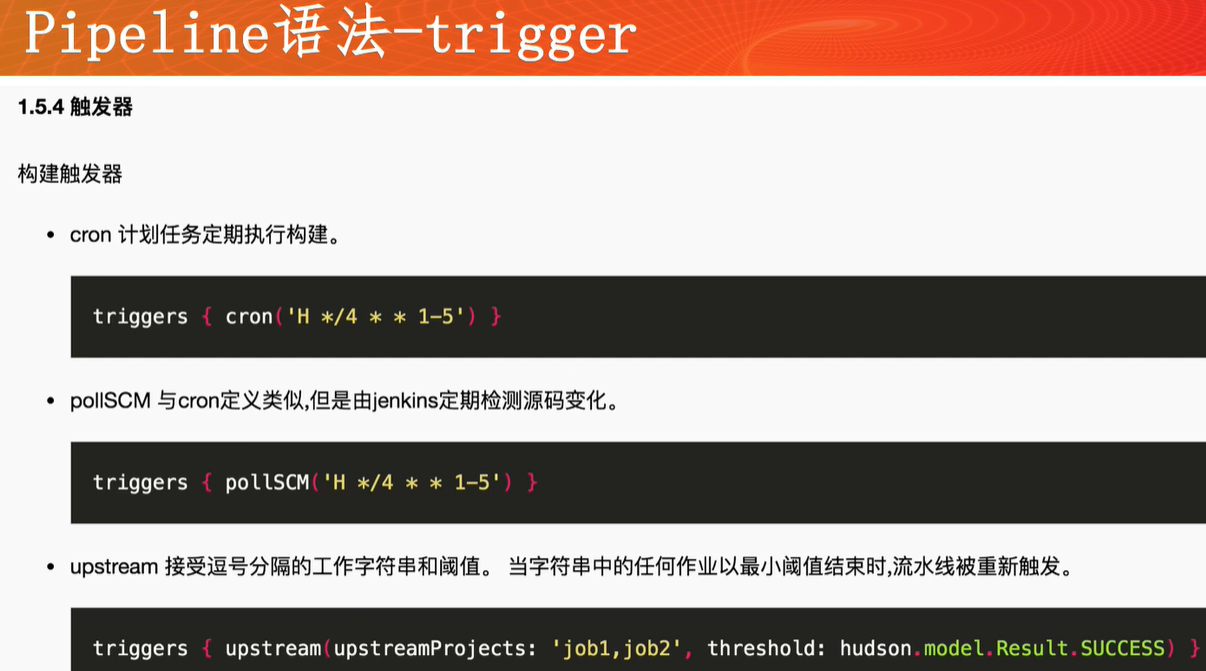 Pipeline语法-trigger
1.5.4 触发器
构建触发器
• cron 计划任务定期执行构建。
triggers { cron('H */4 * * 1-5') }
• pollSCM 与cron定义类似,但是由jenkins定期检测源码变化。
triggers { pollSCM('H */4 * * 1-5') }
• upstream 接受逗号分隔的工作字符串和阈值。 当字符串中的任何作业以最小阈值结束时,流水线被重新触发。
triggers { upstream(upstreamProjects: 'job1,job2', threshold: hudson.model.Result.SUCCESS) }